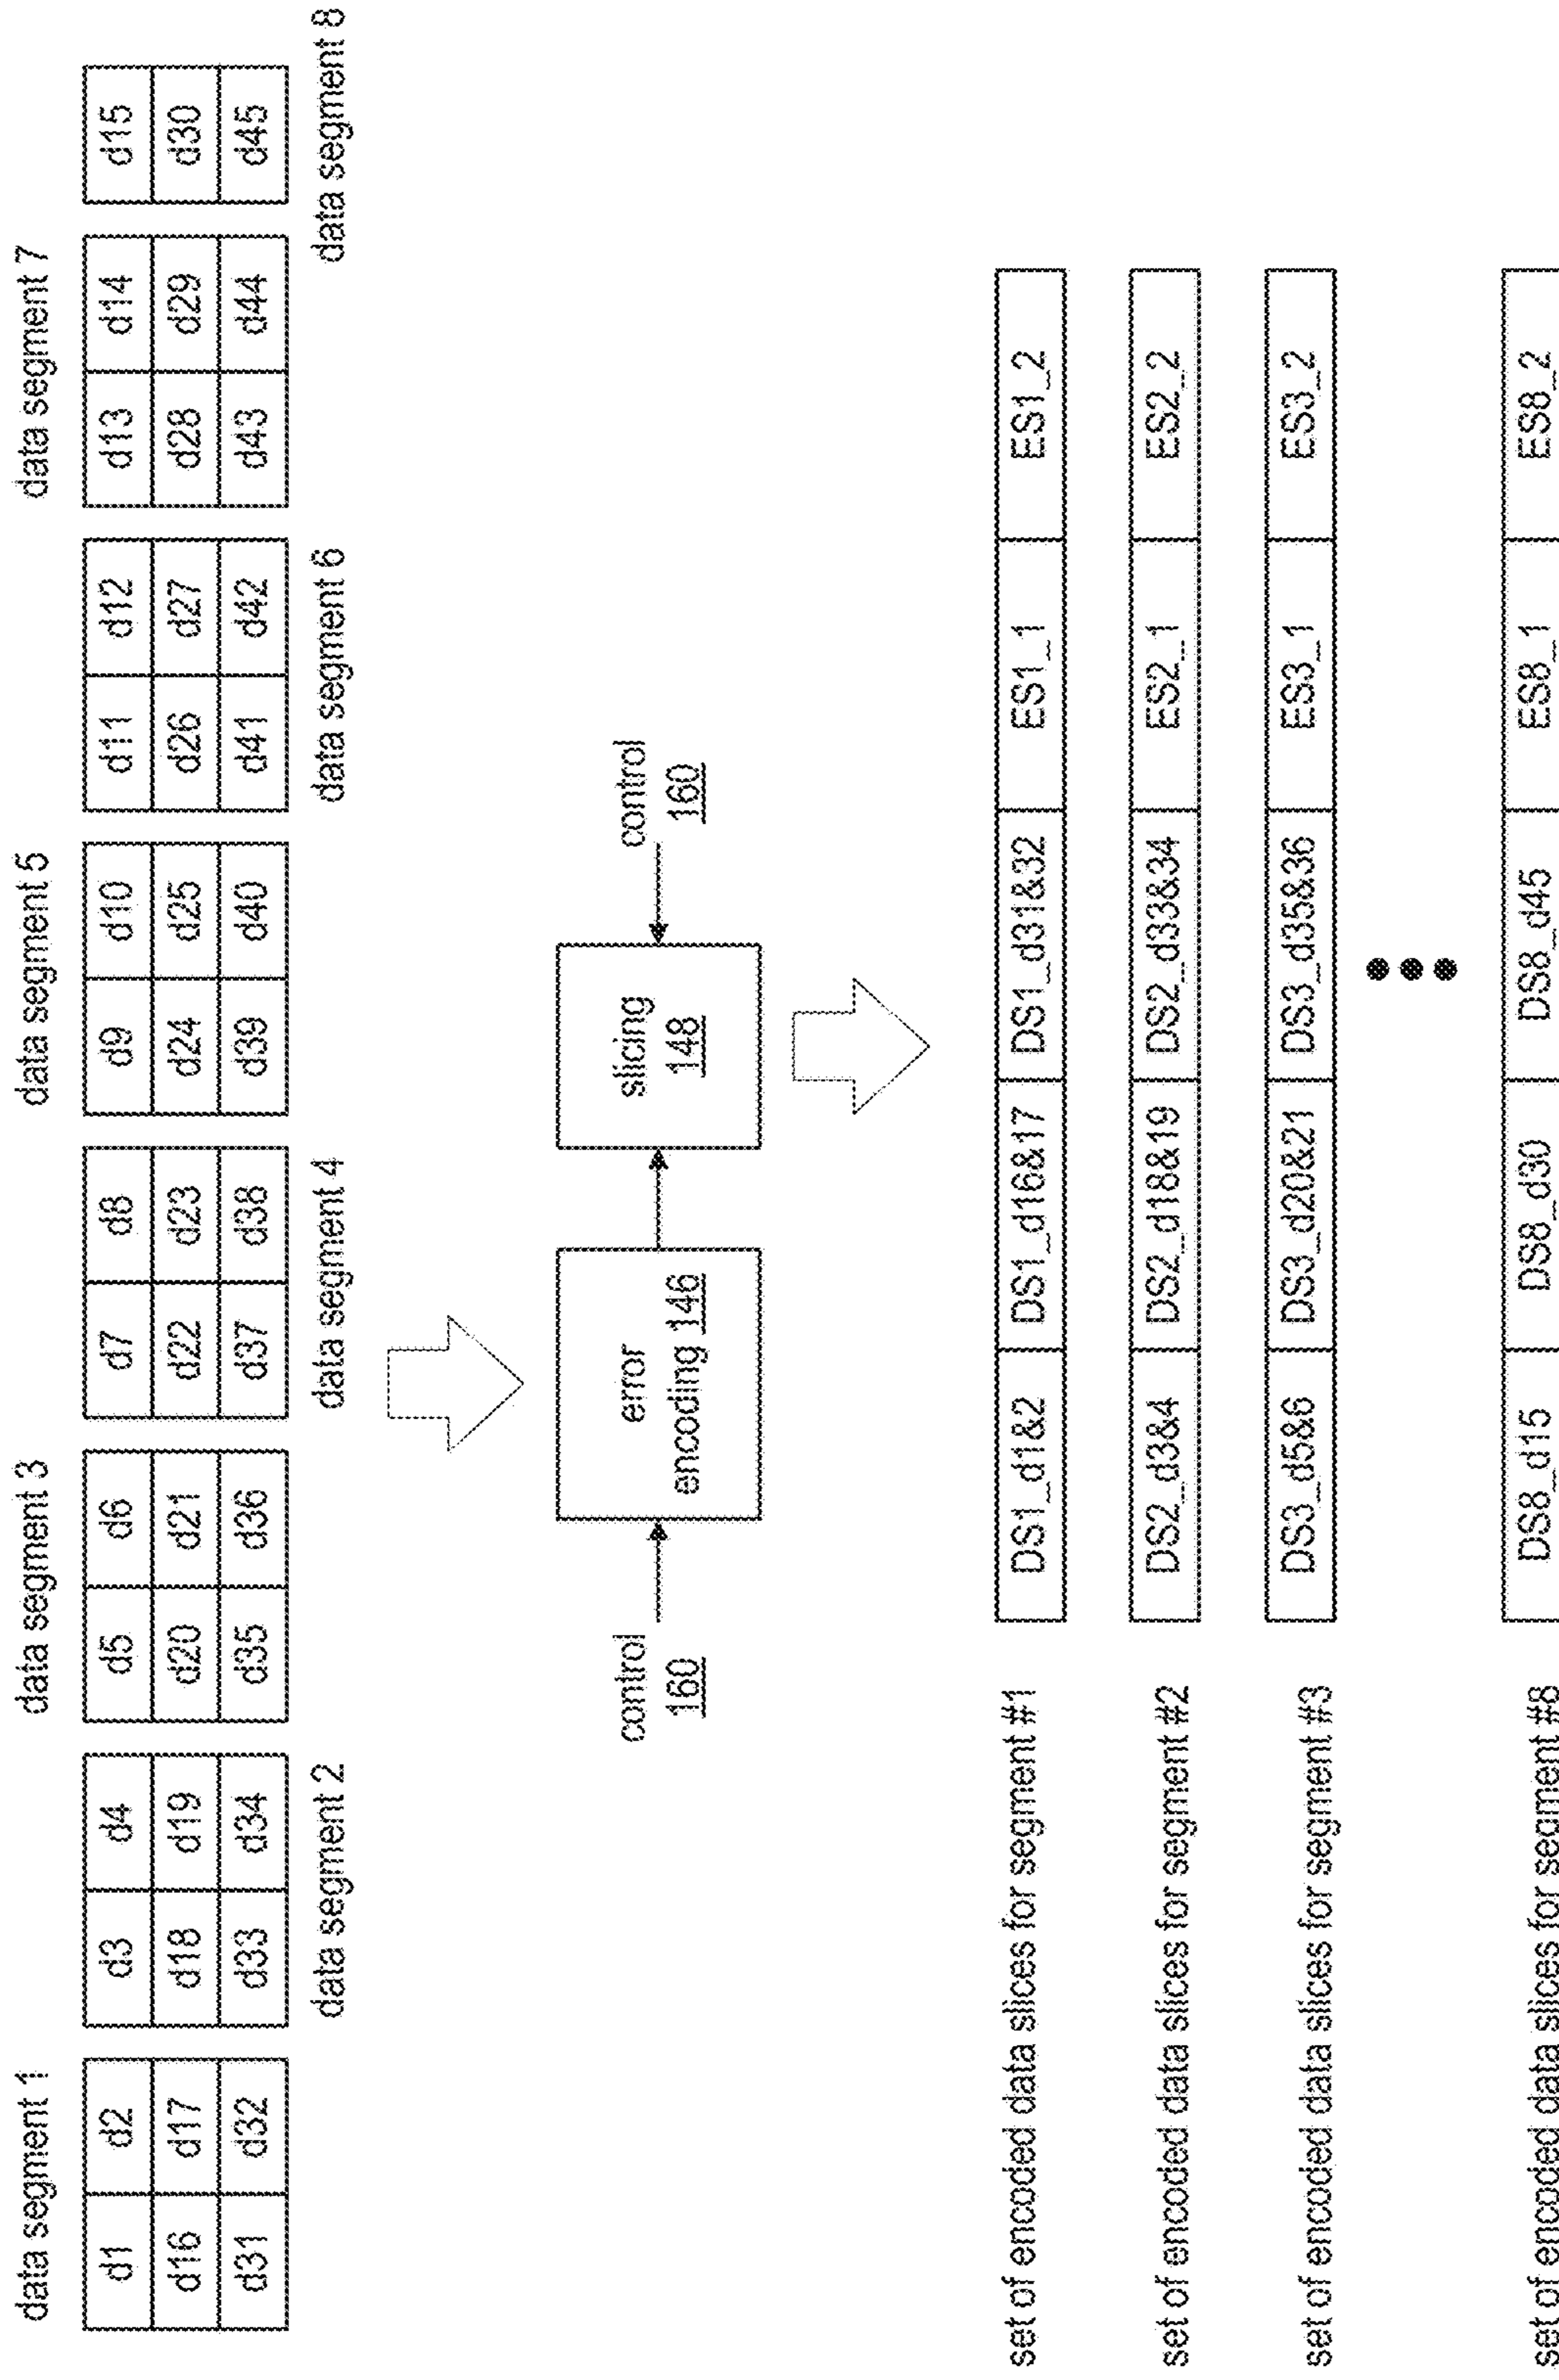 data segment 1
data segment 3
data segment 5
data segment 7
d1 d2 d3 d4 d5 d6 d7 d8 d9 d10 d11 d12 d13 d14 d15
d16 d17 d18 d19 d20 d21 d22 d23 d24 d25 d26 d27 d28 d29 d30
d31 d32 d33 d34 d35 d36 d37 d38 d39 d40 d41 d42 d43 d44 d45
data segment 2
data segment 4
data segment 6
data segment 8
control
160
error
encoding 146
slicing
148
control
160
set of encoded data slices for segment #1 DS1_d1&2 DS1_d16&17 DS1_d31&32 ES1_1 ES1_2
set of encoded data slices for segment #2 DS2_d3&4 DS2_d18&19 DS2_d33&34 ES2_1 ES2_2
set of encoded data slices for segment #3 DS3_d5&6 DS3_d20&21 DS3_d35&36 ES3_1 ES3_2
set of encoded data slices for segment #8 DS8_d15 DS8_d30 DS8_d45 ES8_1 ES8_2